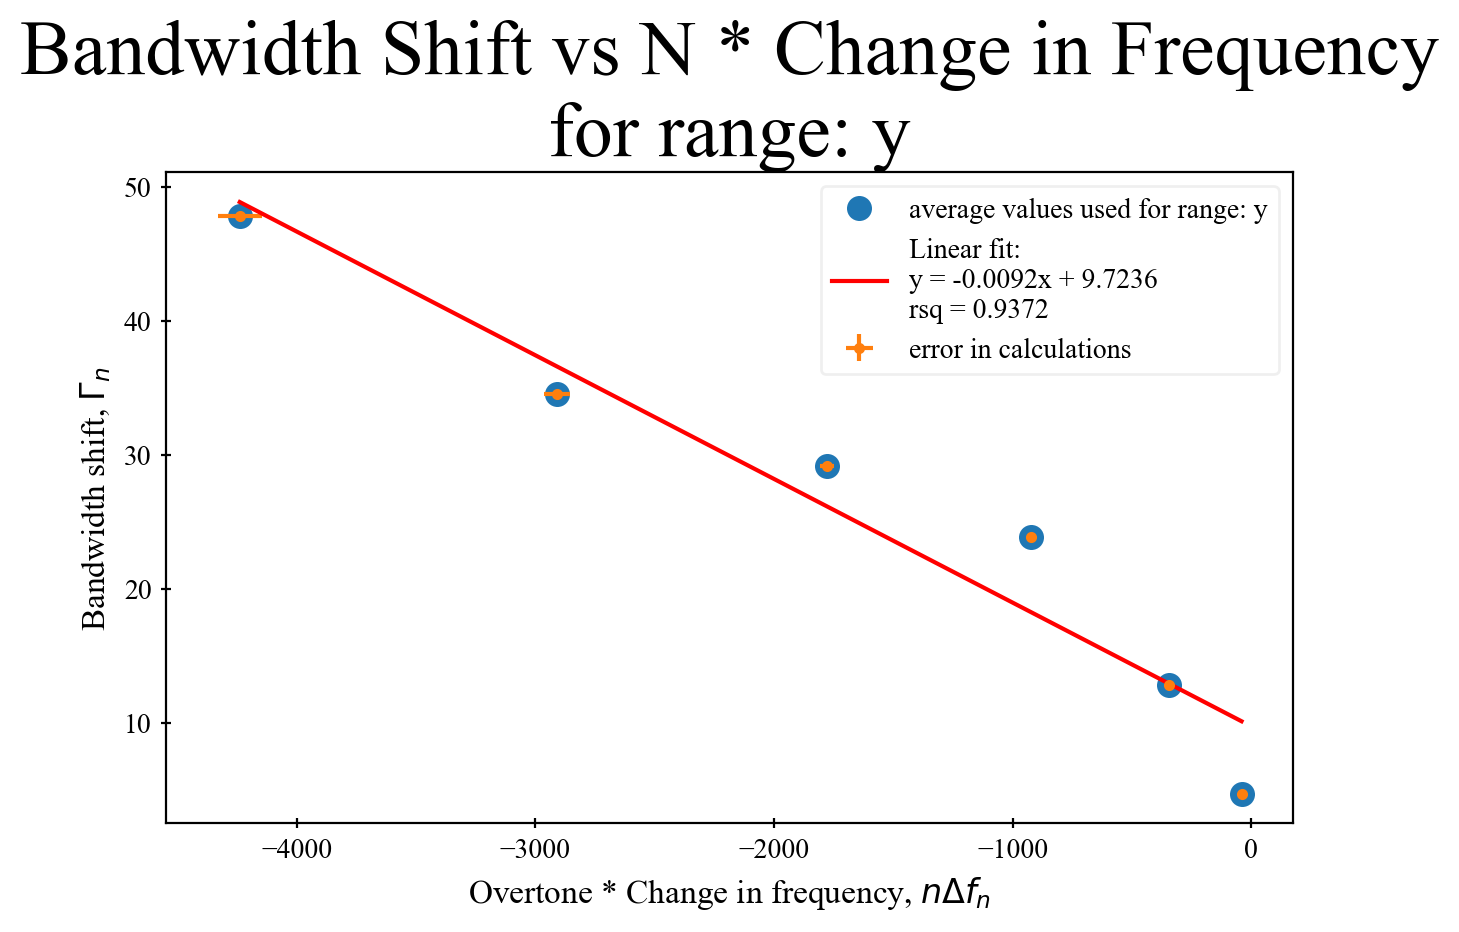 Bandwidth Shift vs N * Change in Frequency
for range: y
average values used for range: y
Linear fit:
y = -0.0092x + 9.7236
rsq = 0.9372
error in calculations
Bandwidth shift, Γn
50
40
30
20
10
−4000 −3000 −2000 −1000 0
Overtone * Change in frequency, nΔfn